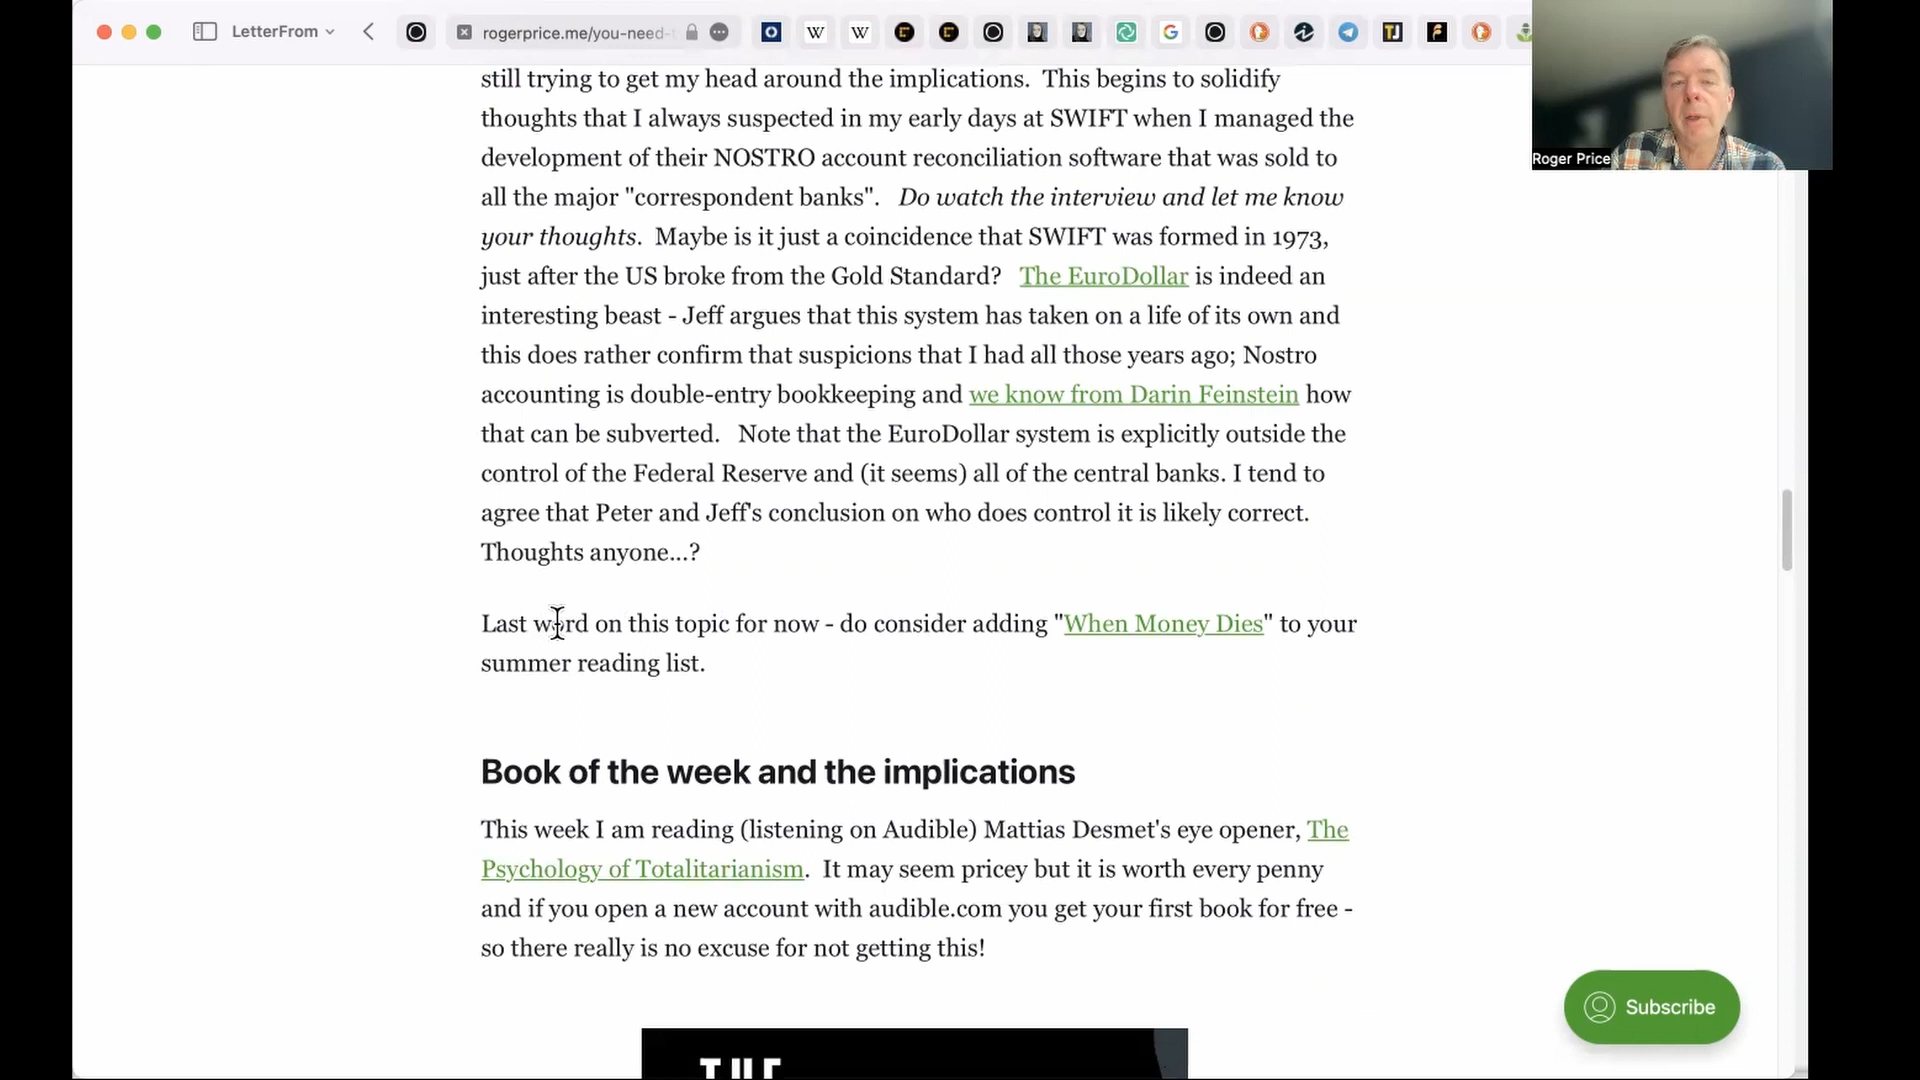 LetterFrom
rogerprice.me/you-need-
Roger Price
still trying to get my head around the implications.  This begins to solidify
thoughts that I always suspected in my early days at SWIFT when I managed the
development of their NOSTRO account reconciliation software that was sold to
all the major "correspondent banks".   Do watch the interview and let me know
your thoughts.  Maybe is it just a coincidence that SWIFT was formed in 1973,
just after the US broke from the Gold Standard?   The EuroDollar is indeed an
interesting beast - Jeff argues that this system has taken on a life of its own and
this does rather confirm that suspicions that I had all those years ago; Nostro
accounting is double-entry bookkeeping and we know from Darin Feinstein how
that can be subverted.   Note that the EuroDollar system is explicitly outside the
control of the Federal Reserve and (it seems) all of the central banks. I tend to
agree that Peter and Jeff's conclusion on who does control it is likely correct.
Thoughts anyone...?
Last word on this topic for now - do consider adding "When Money Dies" to your
summer reading list.
Book of the week and the implications
This week I am reading (listening on Audible) Mattias Desmet's eye opener, The
Psychology of Totalitarianism.  It may seem pricey but it is worth every penny
and if you open a new account with audible.com you get your first book for free -
so there really is no excuse for not getting this!
Subscribe
THE